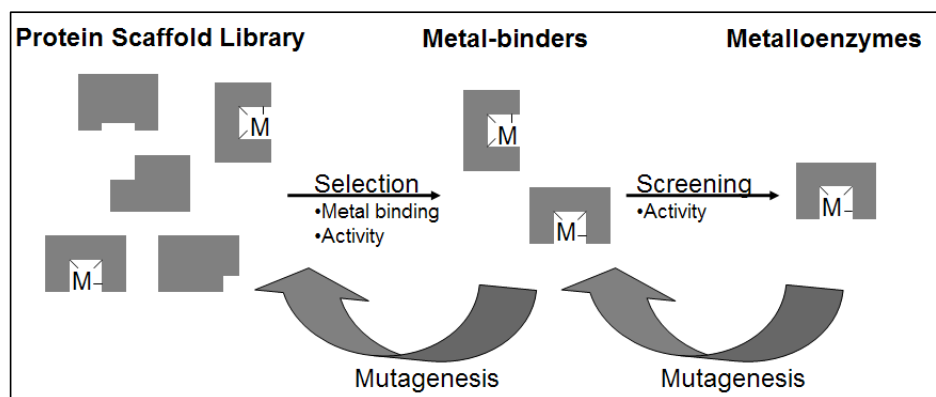 Protein Scaffold Library
Metal-binders
Metalloenzymes
M
M
M
M
M
Selection
•Metal binding
•Activity
Screening
•Activity
Mutagenesis
Mutagenesis